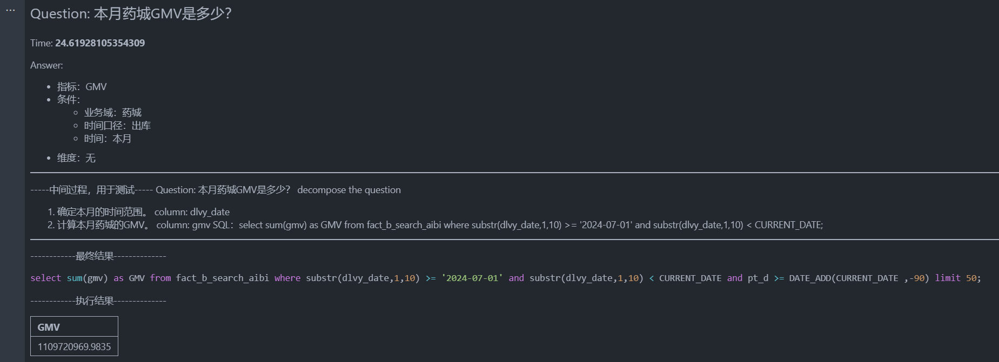 Question: 本月药城GMV是多少？
Time: 24.61928105354309
Answer:
• 指标：GMV
• 条件：
◦ 业务域：药城
◦ 时间口径：出库
◦ 时间：本月
• 维度：无
-----中间过程，用于测试----- Question: 本月药城GMV是多少？ decompose the question
1. 确定本月的时间范围。 column: dlvy_date
2. 计算本月药城的GMV。 column: gmv SQL：select sum(gmv) as GMV from fact_b_search_aibi where substr(dlvy_date,1,10) >= '2024-07-01' and substr(dlvy_date,1,10) < CURRENT_DATE;
------------最终结果--------------
select sum(gmv) as GMV from fact_b_search_aibi where substr(dlvy_date,1,10) >= '2024-07-01' and substr(dlvy_date,1,10) < CURRENT_DATE and pt_d >= DATE_ADD(CURRENT_DATE ,-90) limit 50;
------------执行结果--------------
GMV
1109720969.9835